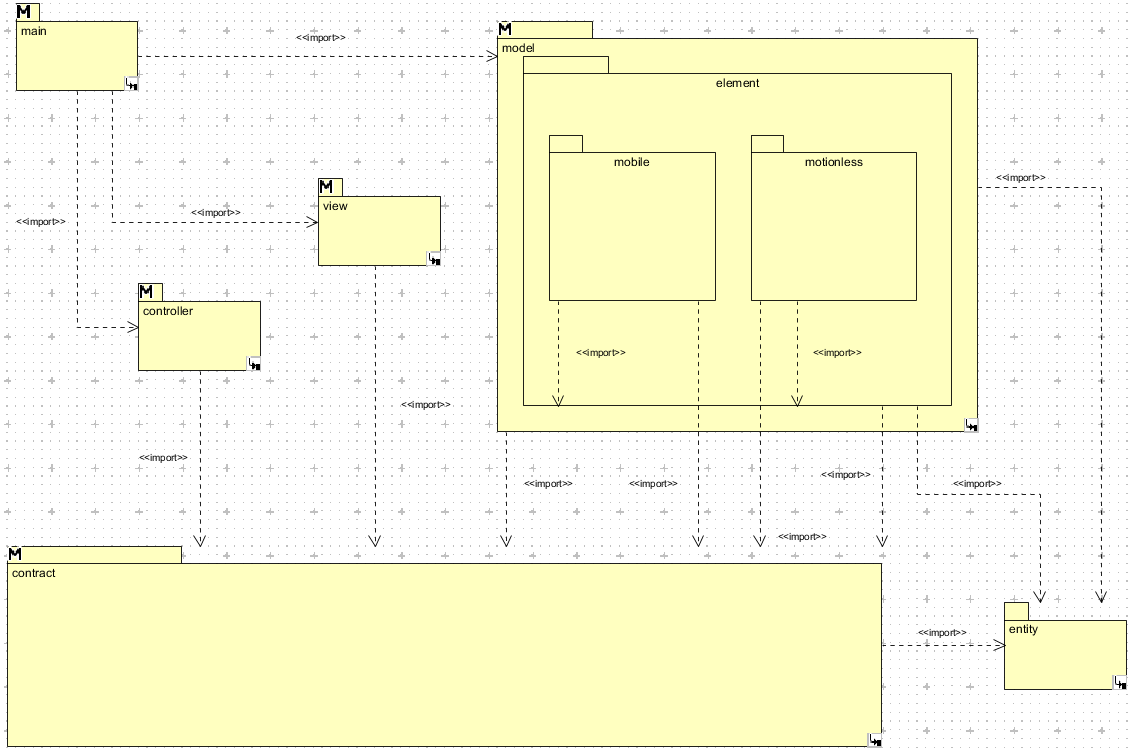 M
main
<<import>>
M
model
element
mobile
motionless
<<import>>
M
view
<<import>>
<<import>>
M
controller
<<import>>
<<import>>
<<import>>
<<import>>
<<import>>
<<import>>
<<import>>
<<import>>
<<import>>
M
contract
entity
<<import>>